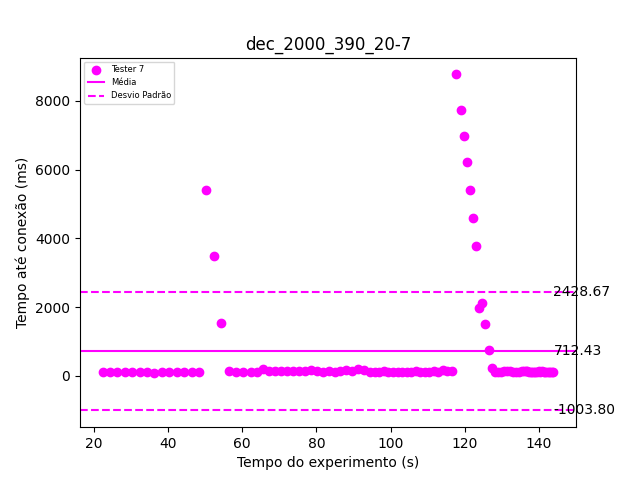 dec_2000_390_20-7
Tester 7
Média
Desvio Padrão
8000
6000
4000
2000
0
Tempo até conexão (ms)
2428.67
712.43
-1003.80
20 40 60 80 100 120 140
Tempo do experimento (s)